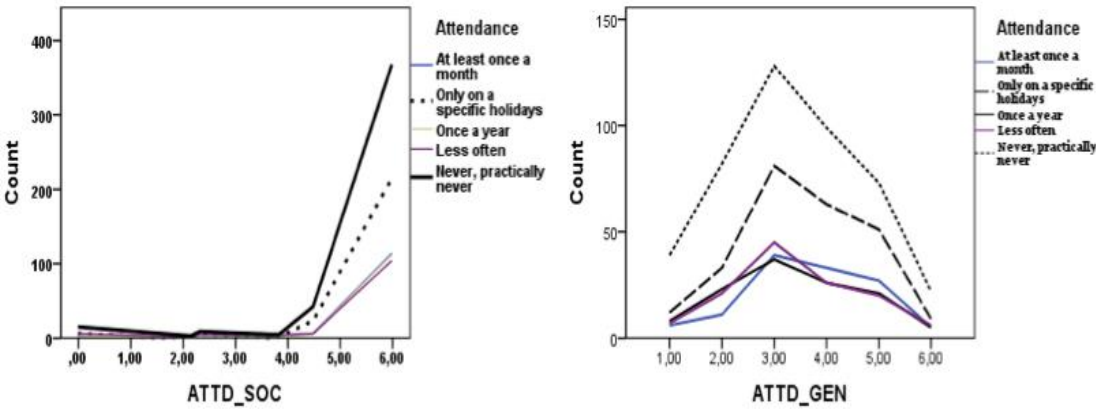 400
300
200
100
0
Count
,00 1,00 2,00 3,00 4,00 5,00 6,00
ATTD_SOC
Attendance
At least once a
month
Only on a
specific holidays
Once a year
Less often
Never, practically
never
150
100
50
0
Count
1,00 2,00 3,00 4,00 5,00 6,00
ATTD_GEN
Attendance
At least once a
month
Only on a specific
holidays
Once a year
Less often
Never, practically
never